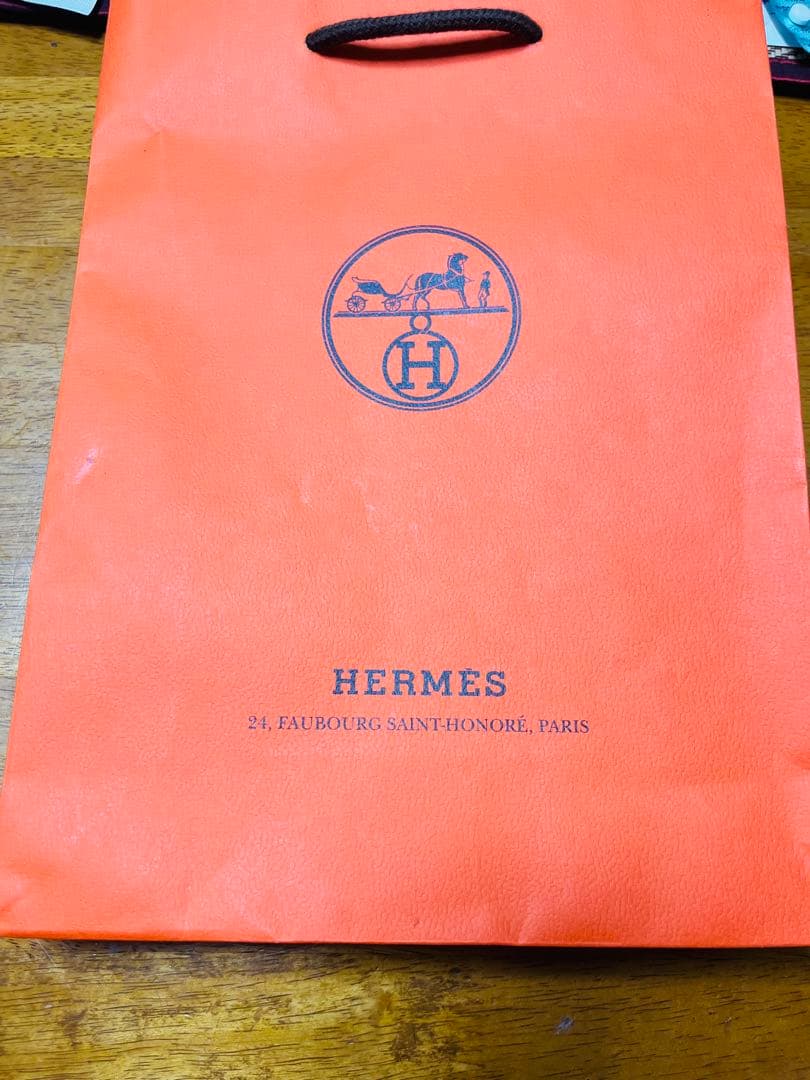 H
HERMÈS
24, FAUBOURG SAINT-HONORÉ, PARIS